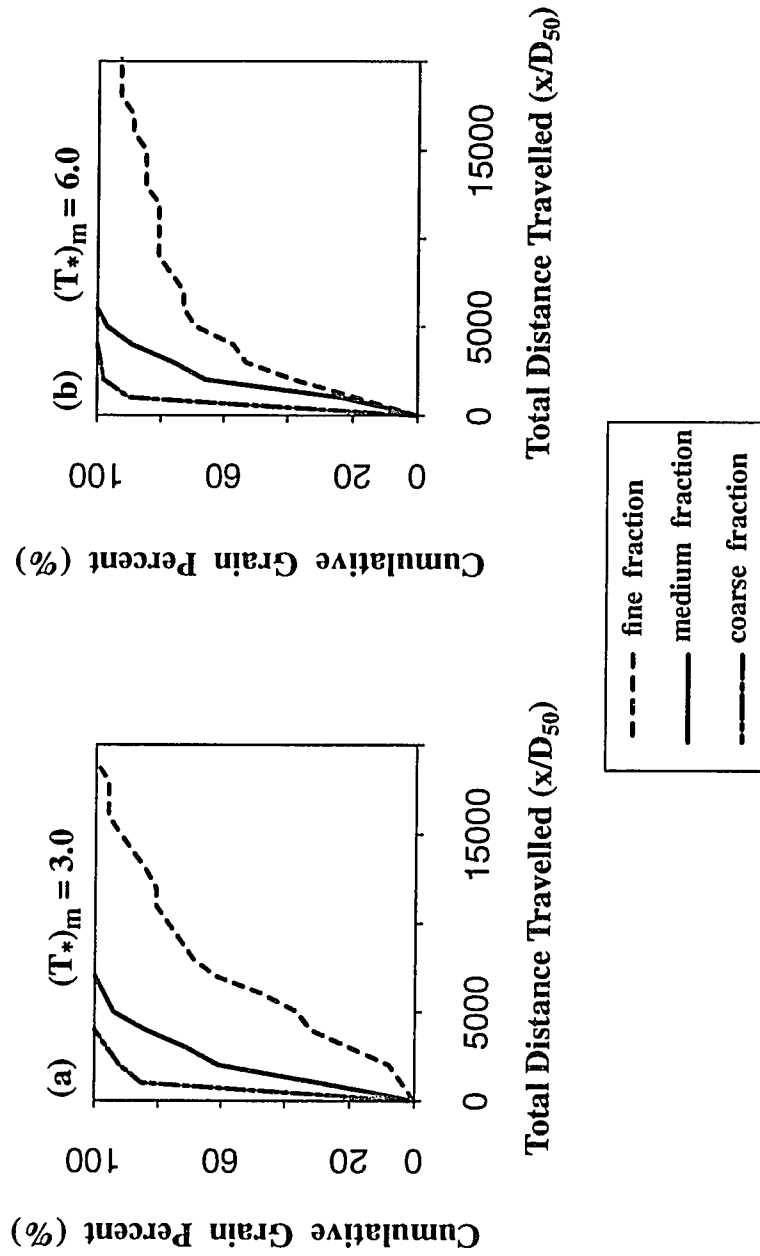 (a)
(T*)m = 3.0
Cumulative Grain Percent (%)
100
60
20
0
0
5000
10000
15000
Total Distance Travelled (x/D50)
(b)
(T*)m = 6.0
Cumulative Grain Percent (%)
100
60
20
0
0
5000
15000
Total Distance Travelled (x/D50)
fine fraction
medium fraction
coarse fraction